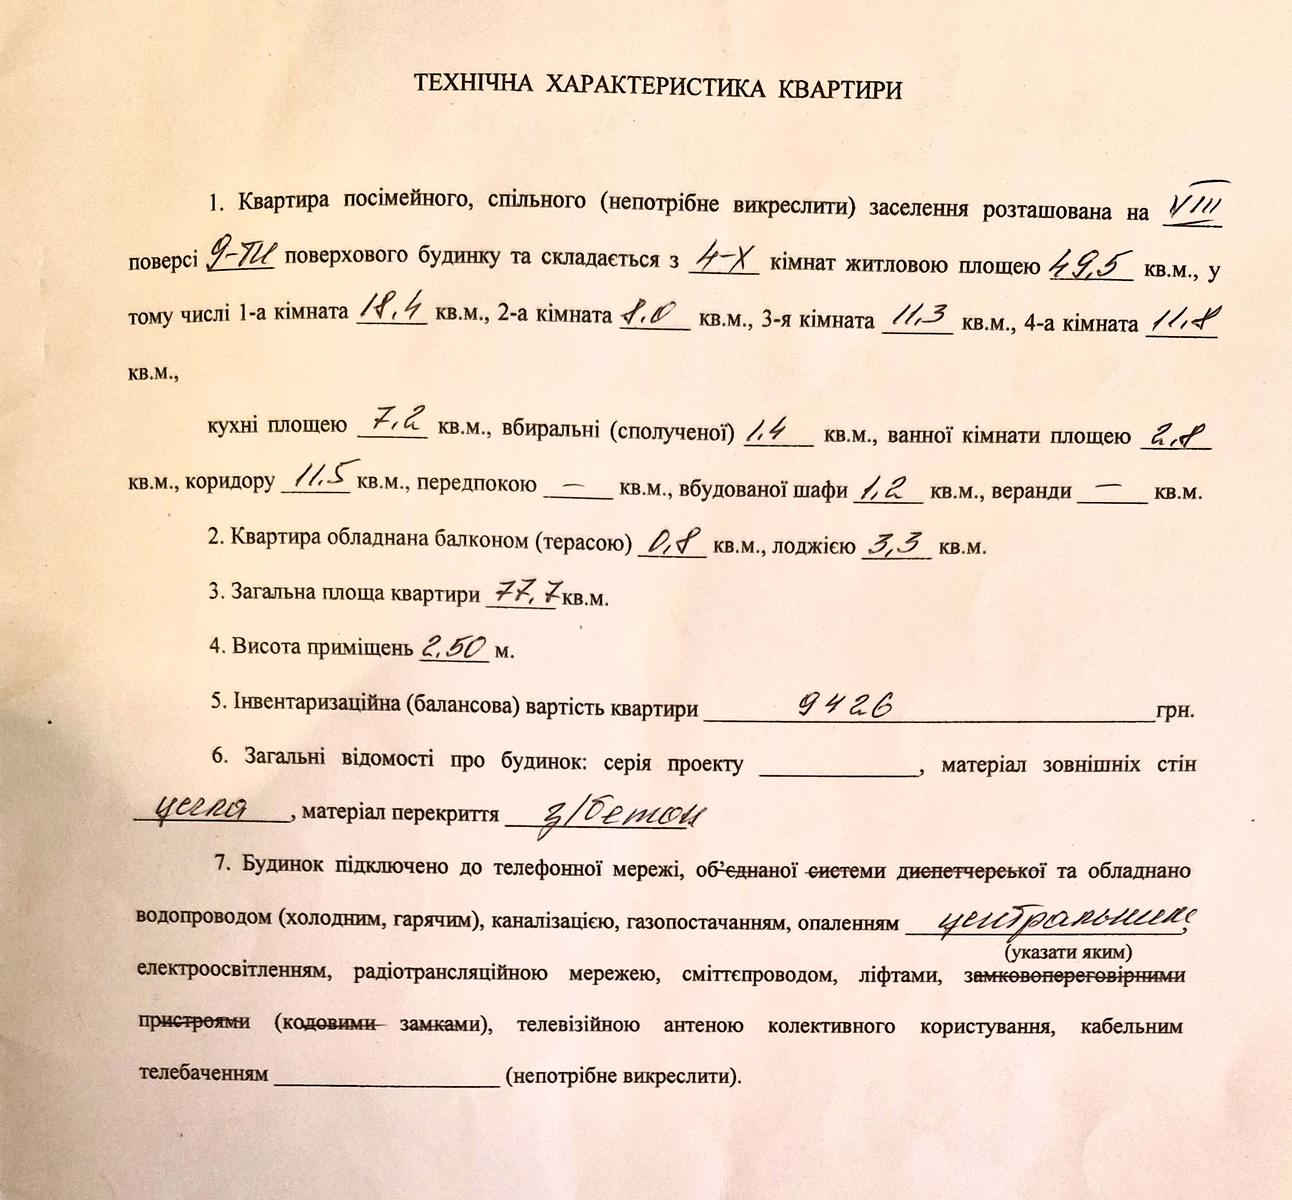 ТЕХНІЧНА ХАРАКТЕРИСТИКА КВАРТИРИ
1. Квартира посімейного, спільного (непотрібне викреслити) заселення розташована на VIII
поверсі 9-ти поверхового будинку та складається з 4-х кімнат житловою площею 49,5 кв.м., у
тому числі 1-а кімната 18,4 кв.м., 2-а кімната 8.0 кв.м., 3-я кімната 11,3 кв.м., 4-а кімната 11,8
кв.м.,
кухні площею 7,2 кв.м., вбиральні (сполученої) 1,4 кв.м., ванної кімнати площею 2,8
кв.м., коридору 11.5 кв.м., передпокою — кв.м., вбудованої шафи 1,2 кв.м., веранди — кв.м.
2. Квартира обладнана балконом (терасою) 0,8 кв.м., лоджією 3,3 кв.м.
3. Загальна площа квартири 77,7 кв.м.
4. Висота приміщень 2,50 м.
5. Інвентаризаційна (балансова) вартість квартири 9426 грн.
6. Загальні відомості про будинок: серія проекту ____________, матеріал зовнішніх стін
цегла, матеріал перекриття з/бетон
7. Будинок підключено до телефонної мережі, об'єднаної системи диспетчерської та обладнано
водопроводом (холодним, гарячим), каналізацією, газопостачанням, опаленням центральним,
(указати яким)
електроосвітленням, радіотрансляційною мережею, сміттєпроводом, ліфтами, замковопереговірними
пристроями (кодовими замками), телевізійною антеною колективного користування, кабельним
телебаченням ____________ (непотрібне викреслити).